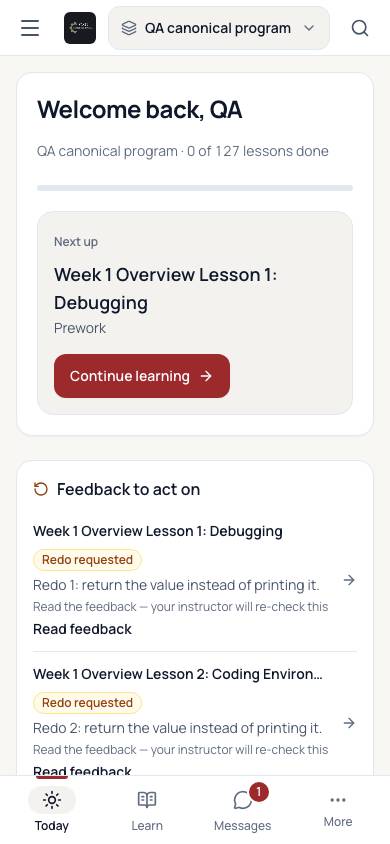 QA canonical program
Welcome back, QA
QA canonical program · 0 of 127 lessons done
Next up
Week 1 Overview Lesson 1:
Debugging
Prework
Continue learning
Feedback to act on
Week 1 Overview Lesson 1: Debugging
Redo requested
Redo 1: return the value instead of printing it.
Read the feedback — your instructor will re-check this
Read feedback
Week 1 Overview Lesson 2: Coding Environ...
Redo requested
Redo 2: return the value instead of printing it.
Read the feedback — your instructor will re-check this
Read feedback
1
Today
Learn
Messages
More